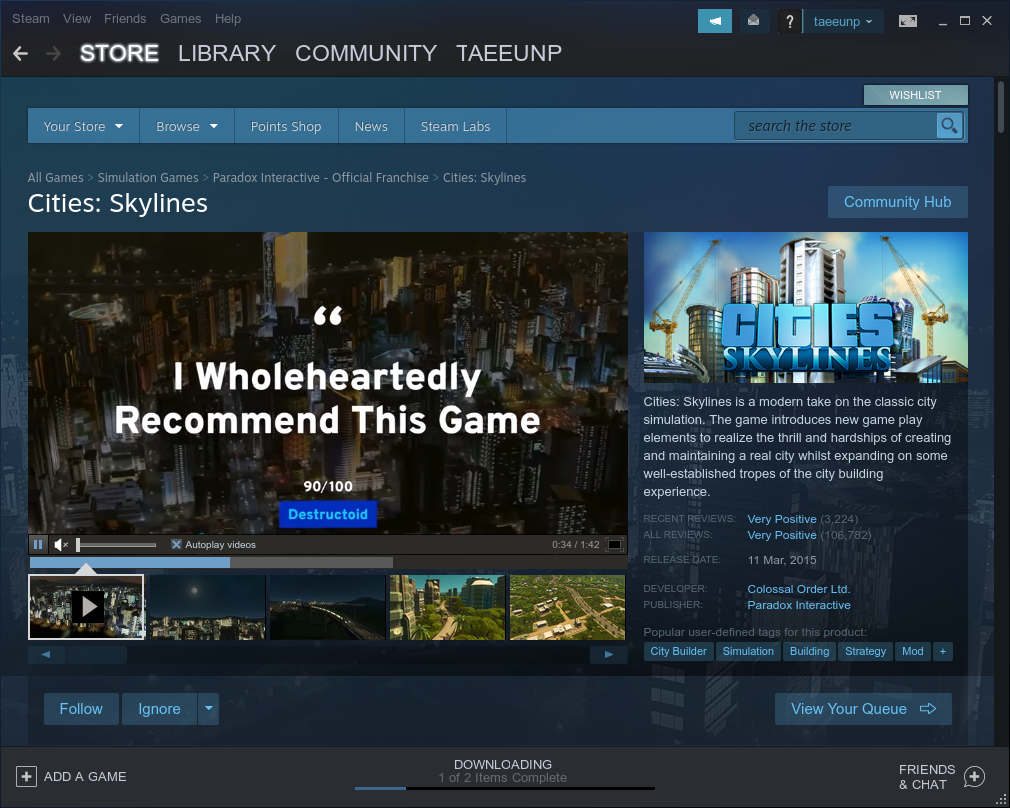 Steam View Friends Games Help
taeeunp
?
STORE LIBRARY COMMUNITY TAEEUNP
WISHLIST
Your Store Browse Points Shop News Steam Labs
search the store
All Games > Simulation Games > Paradox Interactive - Official Franchise > Cities: Skylines
Cities: Skylines
Community Hub
“
I Wholeheartedly
Recommend This Game
90/100
Destructoid
Autoplay videos
0:34 / 1:42
CITIES
SKYLINES
Cities: Skylines is a modern take on the classic city
simulation. The game introduces new game play
elements to realize the thrill and hardships of creating
and maintaining a real city whilst expanding on some
well-established tropes of the city building
experience.
RECENT REVIEWS: Very Positive (3,224)
ALL REVIEWS: Very Positive (106,782)
RELEASE DATE: 11 Mar, 2015
DEVELOPER: Colossal Order Ltd.
PUBLISHER: Paradox Interactive
Popular user-defined tags for this product:
City Builder Simulation Building Strategy Mod +
Follow Ignore
View Your Queue
ADD A GAME
DOWNLOADING
1 of 2 Items Complete
FRIENDS
& CHAT